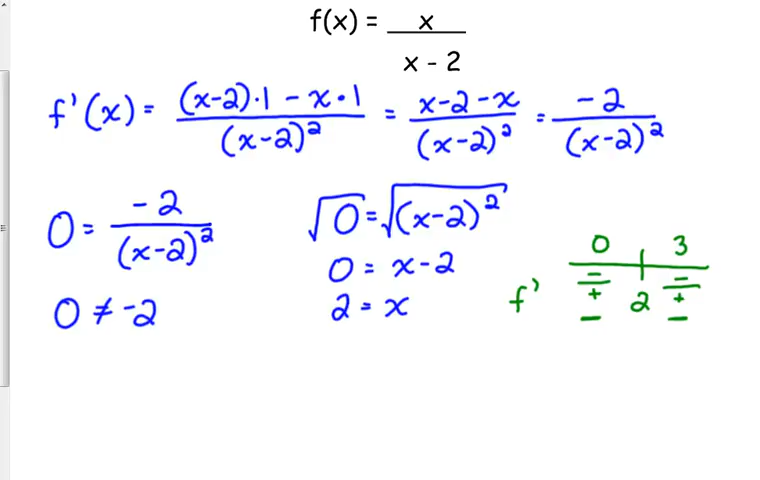 f(x) = x / x - 2
f'(x) = (x-2)·1 - x·1 / (x-2)² = x-2-x / (x-2)² = -2 / (x-2)²
0 = -2 / (x-2)²
0 ≠ -2
√0 = √(x-2)²
0 = x-2
2 = x
0 3
f' -/+ 2 -/+
- -